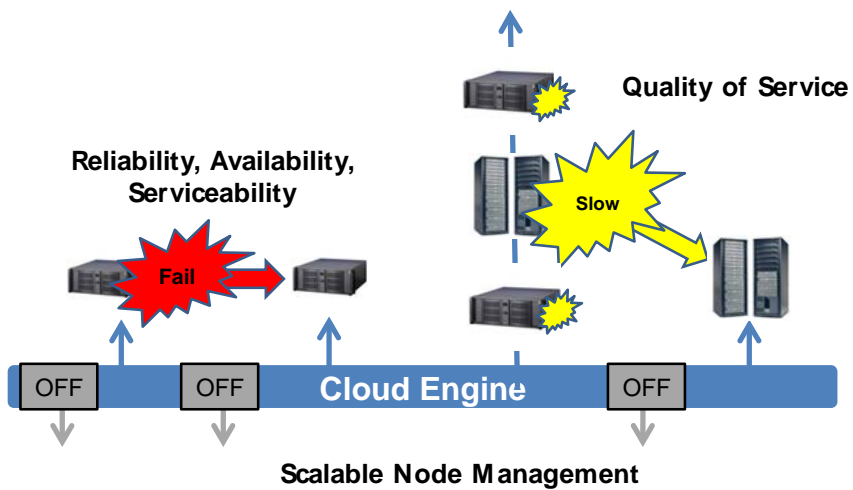 Quality of Service
Reliability, Availability,
Serviceability
Slow
Fail
OFF
OFF
Cloud Engine
OFF
Scalable Node Management